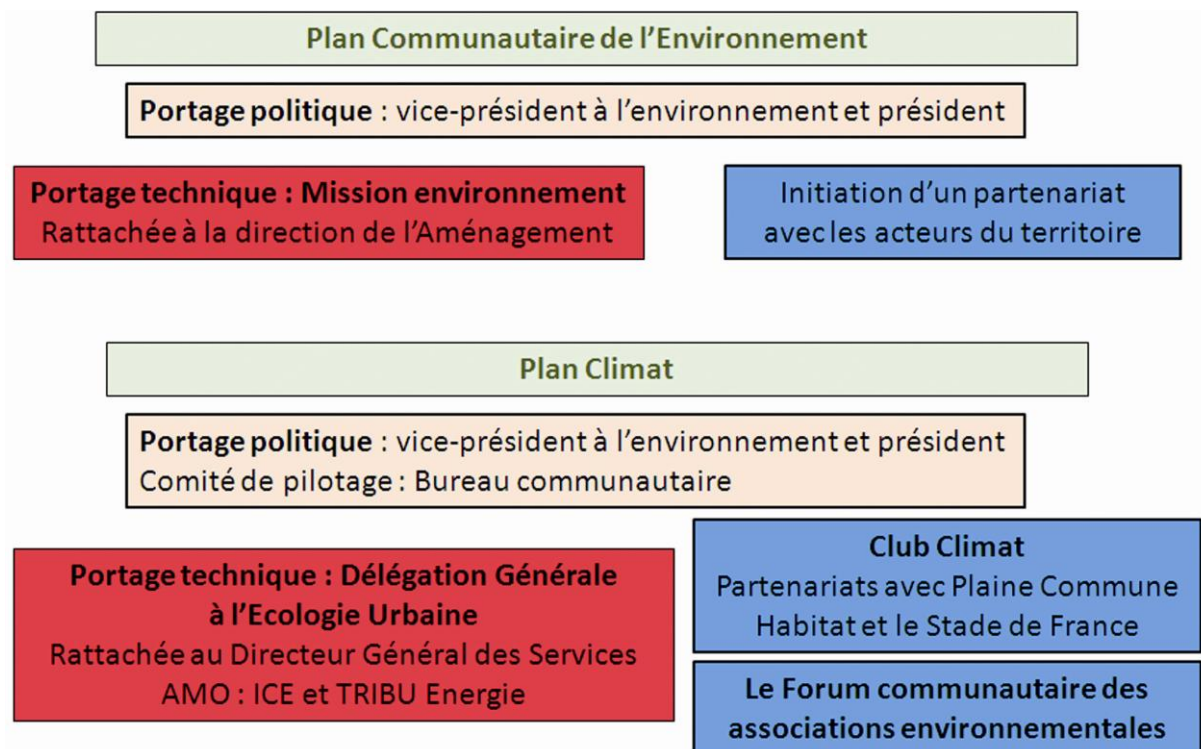 Plan Communautaire de l’Environnement
Portage politique : vice-président à l’environnement et président
Portage technique : Mission environnement
Rattachée à la direction de l’Aménagement
Initiation d’un partenariat
avec les acteurs du territoire
Plan Climat
Portage politique : vice-président à l’environnement et président
Comité de pilotage : Bureau communautaire
Portage technique : Délégation Générale
à l’Ecologie Urbaine
Rattachée au Directeur Général des Services
AMO : ICE et TRIBU Energie
Club Climat
Partenariats avec Plaine Commune
Habitat et le Stade de France
Le Forum communautaire des
associations environnementales